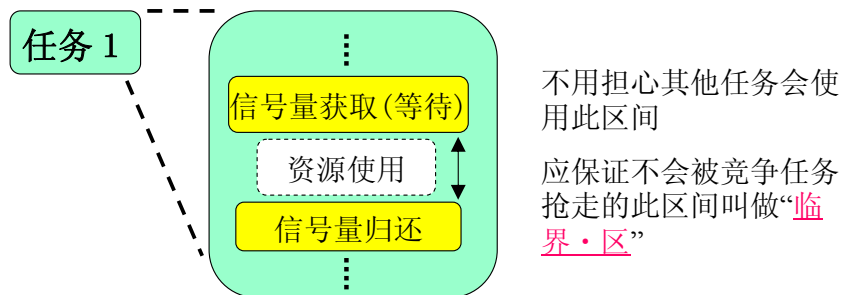 任务 1
信号量获取(等待)
资源使用
信号量归还
不用担心其他任务会使
用此区间
应保证不会被竞争任务
抢走的此区间叫做“临
界·区”